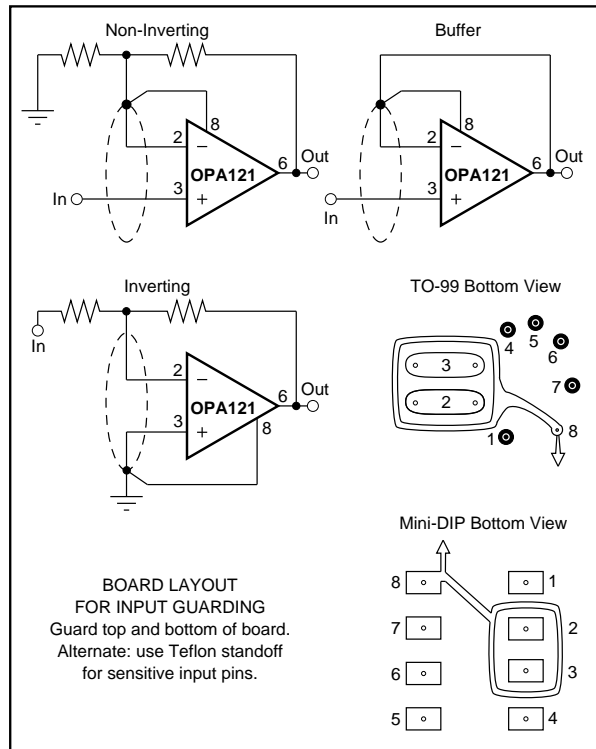 Non-Inverting
2
8
−
OPA121
3
+
6
Out
In
Buffer
2
8
−
OPA121
3
+
6
Out
In
Inverting
In
2
−
OPA121
3
+
6
8
Out
TO-99 Bottom View
3
2
4
5
6
7
8
1
Mini-DIP Bottom View
8
1
7
2
6
3
5
4
BOARD LAYOUT
FOR INPUT GUARDING
Guard top and bottom of board.
Alternate: use Teflon standoff
for sensitive input pins.